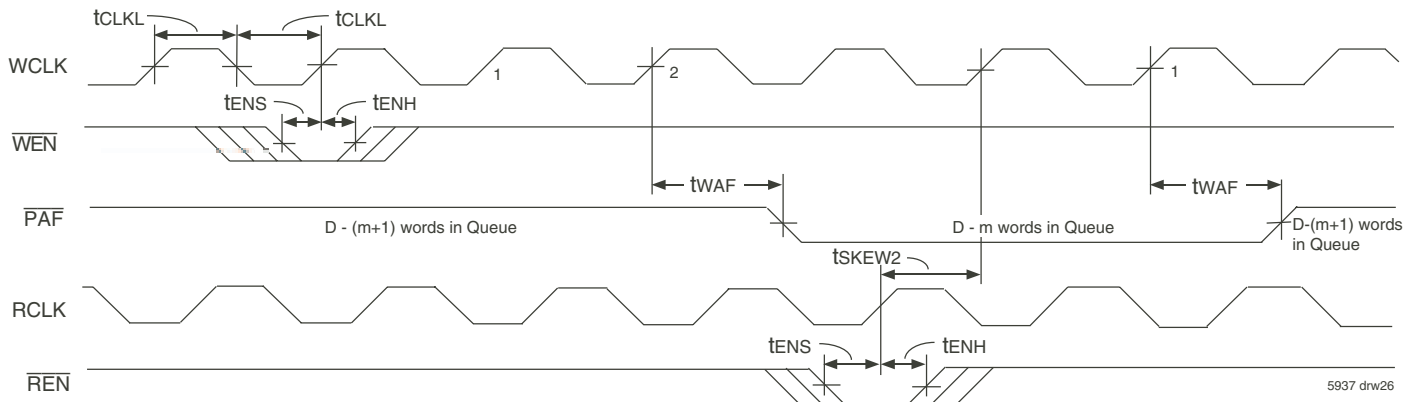 tCLKL tCLKL
WCLK 1 2 1
tENS tENH
WEN
tWAF tWAF
PAF D - (m+1) words in Queue D - m words in Queue D-(m+1) words
in Queue
tSKEW2
RCLK
tENS tENH
REN
5937 drw26